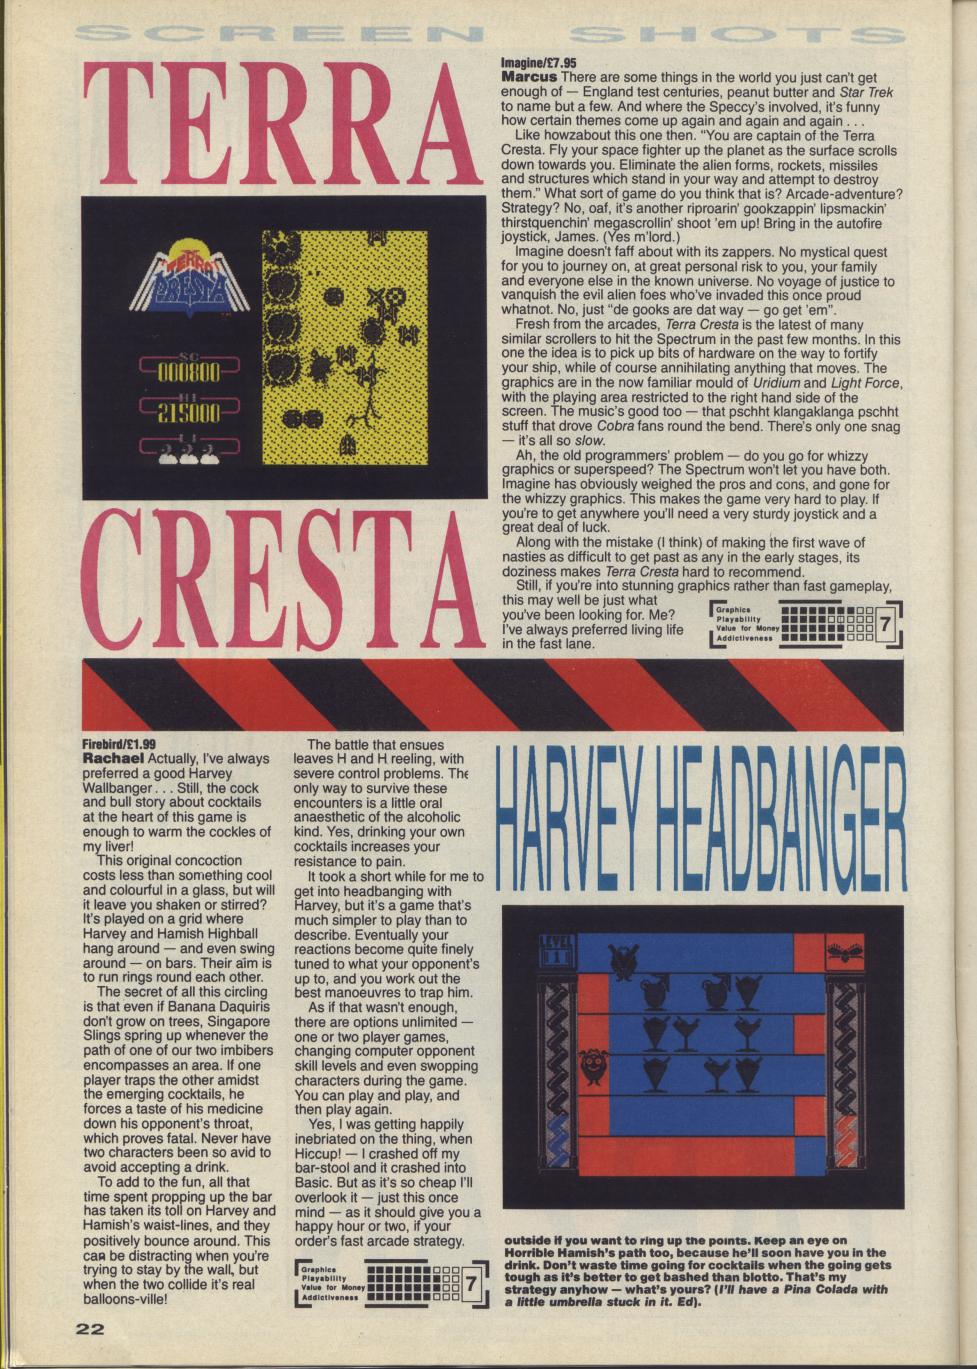 SCREEN SHOTS
TERRA
TERRA
CRESTA
SC
000800
HI
215000
LI
CRESTA
Imagine/£7.95
Marcus There are some things in the world you just can't get
enough of — England test centuries, peanut butter and Star Trek
to name but a few. And where the Speccy's involved, it's funny
how certain themes come up again and again and again . . .
Like howzabout this one then. "You are captain of the Terra
Cresta. Fly your space fighter up the planet as the surface scrolls
down towards you. Eliminate the alien forms, rockets, missiles
and structures which stand in your way and attempt to destroy
them." What sort of game do you think that is? Arcade-adventure?
Strategy? No, oaf, it's another riproarin' gookzappin' lipsmackin'
thirstquenchin' megascrollin' shoot 'em up! Bring in the autofire
joystick, James. (Yes m'lord.)
Imagine doesn't faff about with its zappers. No mystical quest
for you to journey on, at great personal risk to you, your family
and everyone else in the known universe. No voyage of justice to
vanquish the evil alien foes who've invaded this once proud
whatnot. No, just "de gooks are dat way — go get 'em".
Fresh from the arcades, Terra Cresta is the latest of many
similar scrollers to hit the Spectrum in the past few months. In this
one the idea is to pick up bits of hardware on the way to fortify
your ship, while of course annihilating anything that moves. The
graphics are in the now familiar mould of Uridium and Light Force,
with the playing area restricted to the right hand side of the
screen. The music's good too — that pschht klangaklanga pschht
stuff that drove Cobra fans round the bend. There's only one snag
— it's all so slow.
Ah, the old programmers' problem — do you go for whizzy
graphics or superspeed? The Spectrum won't let you have both.
Imagine has obviously weighed the pros and cons, and gone for
the whizzy graphics. This makes the game very hard to play. If
you're to get anywhere you'll need a very sturdy joystick and a
great deal of luck.
Along with the mistake (I think) of making the first wave of
nasties as difficult to get past as any in the early stages, its
doziness makes Terra Cresta hard to recommend.
Still, if you're into stunning graphics rather than fast gameplay,
this may well be just what
you've been looking for. Me?
I've always preferred living life
in the fast lane.
Graphics
Playability
Value for Money
Addictiveness
7
Firebird/£1.99
Rachael Actually, I've always
preferred a good Harvey
Wallbanger . . . Still, the cock
and bull story about cocktails
at the heart of this game is
enough to warm the cockles of
my liver!
This original concoction
costs less than something cool
and colourful in a glass, but will
it leave you shaken or stirred?
It's played on a grid where
Harvey and Hamish Highball
hang around — and even swing
around — on bars. Their aim is
to run rings round each other.
The secret of all this circling
is that even if Banana Daquiris
don't grow on trees, Singapore
Slings spring up whenever the
path of one of our two imbibers
encompasses an area. If one
player traps the other amidst
the emerging cocktails, he
forces a taste of his medicine
down his opponent's throat,
which proves fatal. Never have
two characters been so avid to
avoid accepting a drink.
To add to the fun, all that
time spent propping up the bar
has taken its toll on Harvey and
Hamish's waist-lines, and they
positively bounce around. This
can be distracting when you're
trying to stay by the wall, but
when the two collide it's real
balloons-ville!
The battle that ensues
leaves H and H reeling, with
severe control problems. The
only way to survive these
encounters is a little oral
anaesthetic of the alcoholic
kind. Yes, drinking your own
cocktails increases your
resistance to pain.
It took a short while for me to
get into headbanging with
Harvey, but it's a game that's
much simpler to play than to
describe. Eventually your
reactions become quite finely
tuned to what your opponent's
up to, and you work out the
best manoeuvres to trap him.
As if that wasn't enough,
there are options unlimited —
one or two player games,
changing computer opponent
skill levels and even swopping
characters during the game.
You can play and play, and
then play again.
Yes, I was getting happily
inebriated on the thing, when
Hiccup! — I crashed off my
bar-stool and it crashed into
Basic. But as it's so cheap I'll
overlook it — just this once
mind — as it should give you a
happy hour or two, if your
order's fast arcade strategy.
Graphics
Playability
Value for Money
Addictiveness
7
HARVEY HEADBANGER
LEVEL
1
outside if you want to ring up the points. Keep an eye on
Horrible Hamish's path too, because he'll soon have you in the
drink. Don't waste time going for cocktails when the going gets
tough as it's better to get bashed than blotto. That's my
strategy anyhow — what's yours? (I'll have a Pina Colada with
a little umbrella stuck in it. Ed).
22